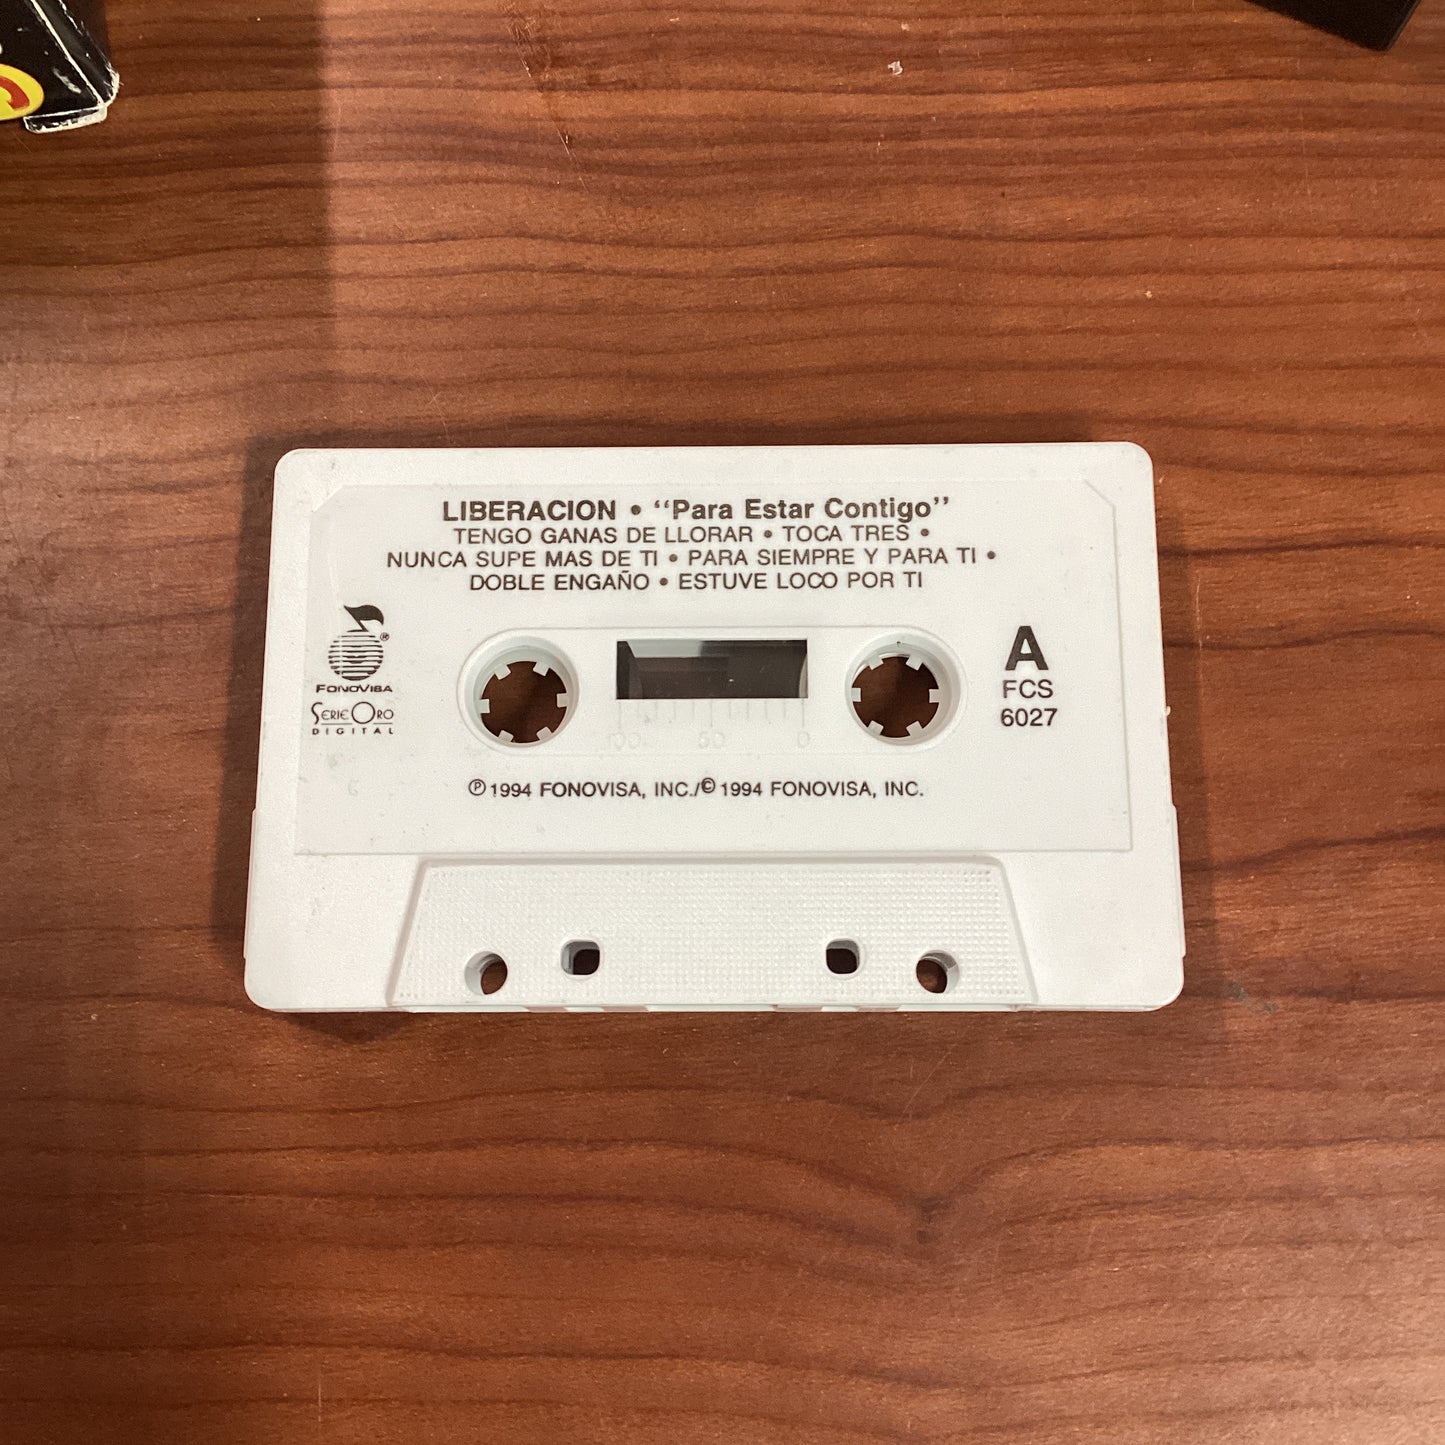 LIBERACION • “Para Estar Contigo”
TENGO GANAS DE LLORAR • TOCA TRES •
NUNCA SUPE MAS DE TI • PARA SIEMPRE Y PARA TI •
DOBLE ENGAÑO • ESTUVE LOCO POR TI
®
FONOVISA
SERIE ORO
DIGITAL
A
FCS
6027
100 50 0
6
℗ 1994 FONOVISA, INC./© 1994 FONOVISA, INC.